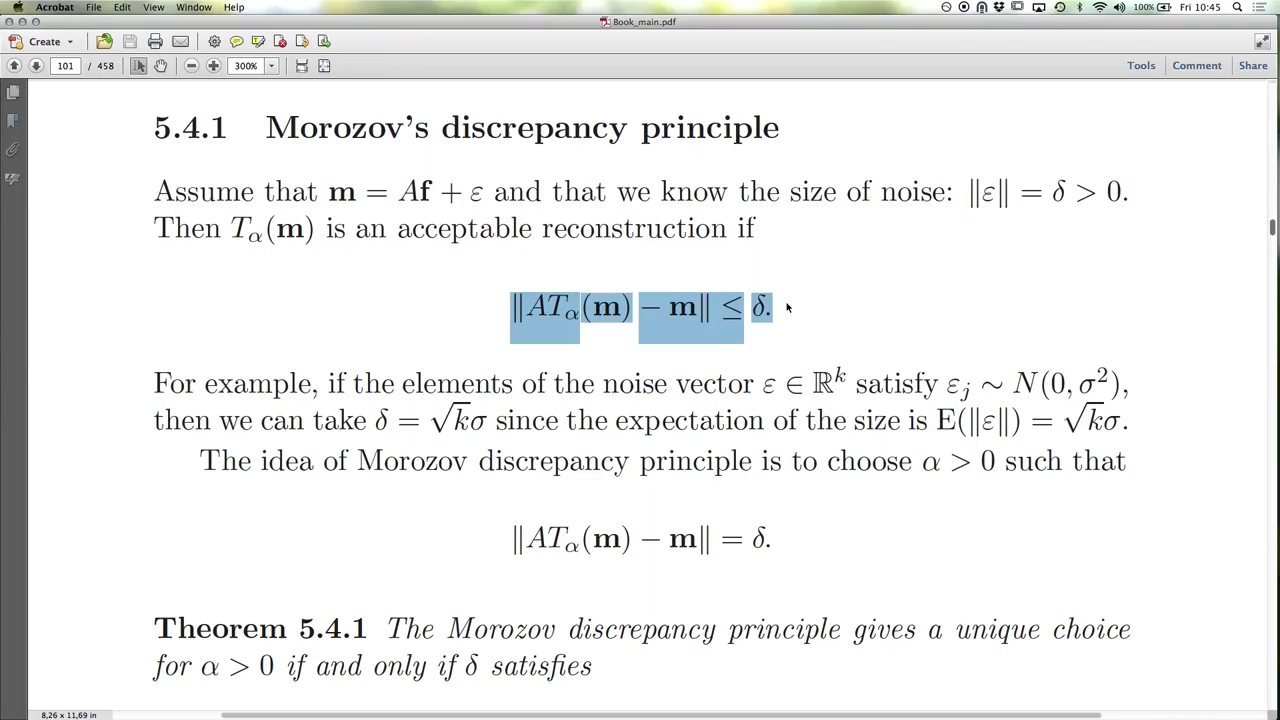 Acrobat File Edit View Window Help 100% Fri 10:45
Book_main.pdf
Create
101 / 458 300% Tools Comment Share
5.4.1 Morozov's discrepancy principle
Assume that m = Af + ε and that we know the size of noise: ‖ε‖ = δ > 0.
Then T_α(m) is an acceptable reconstruction if
‖AT_α(m) − m‖ ≤ δ.
For example, if the elements of the noise vector ε ∈ ℝ^k satisfy ε_j ∼ N(0, σ²),
then we can take δ = √kσ since the expectation of the size is E(‖ε‖) = √kσ.
The idea of Morozov discrepancy principle is to choose α > 0 such that
‖AT_α(m) − m‖ = δ.
Theorem 5.4.1 The Morozov discrepancy principle gives a unique choice
for α > 0 if and only if δ satisfies
8,26 x 11,69 in